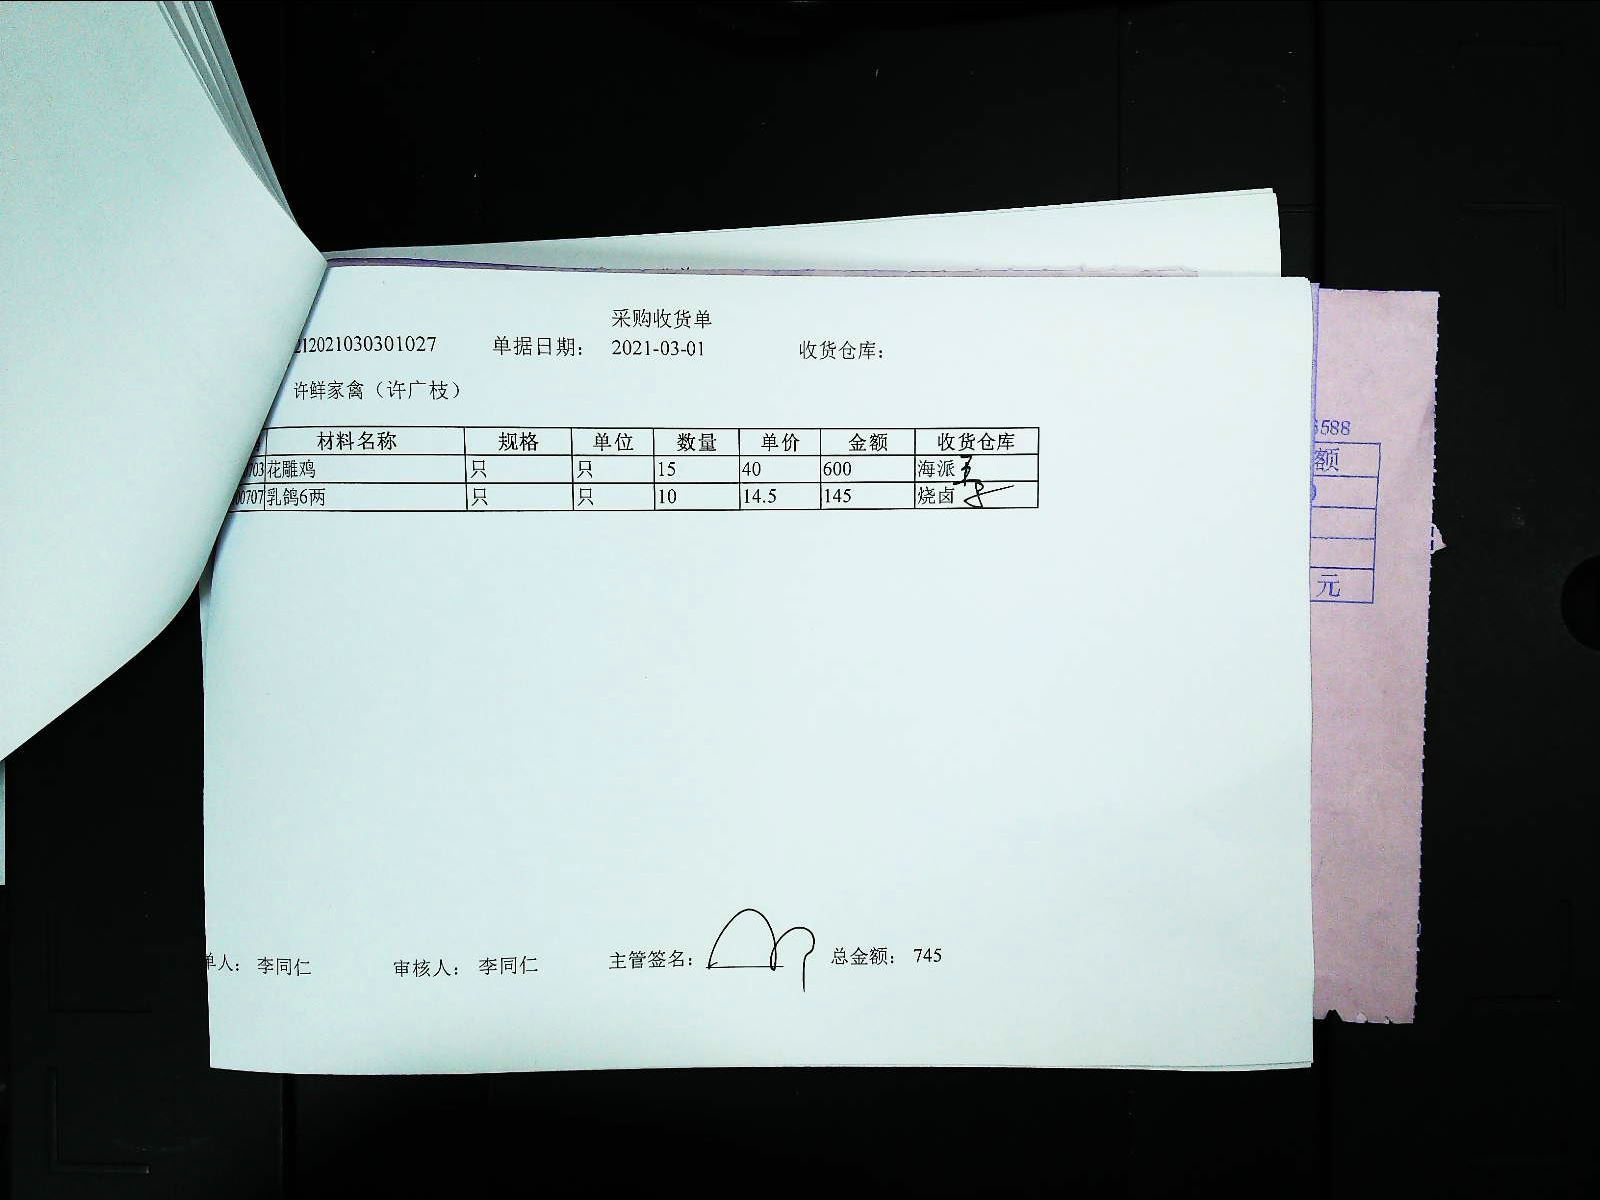 采购收货单
212021030301027 单据日期： 2021-03-01 收货仓库：
许鲜家禽（许广枝）
材料名称 规格 单位 数量 单价 金额 收货仓库
703 花雕鸡 只 只 15 40 600 海派
00707 乳鸽6两 只 只 10 14.5 145 烧卤
单人： 李同仁 审核人： 李同仁 主管签名： 总金额： 745
588
额
元